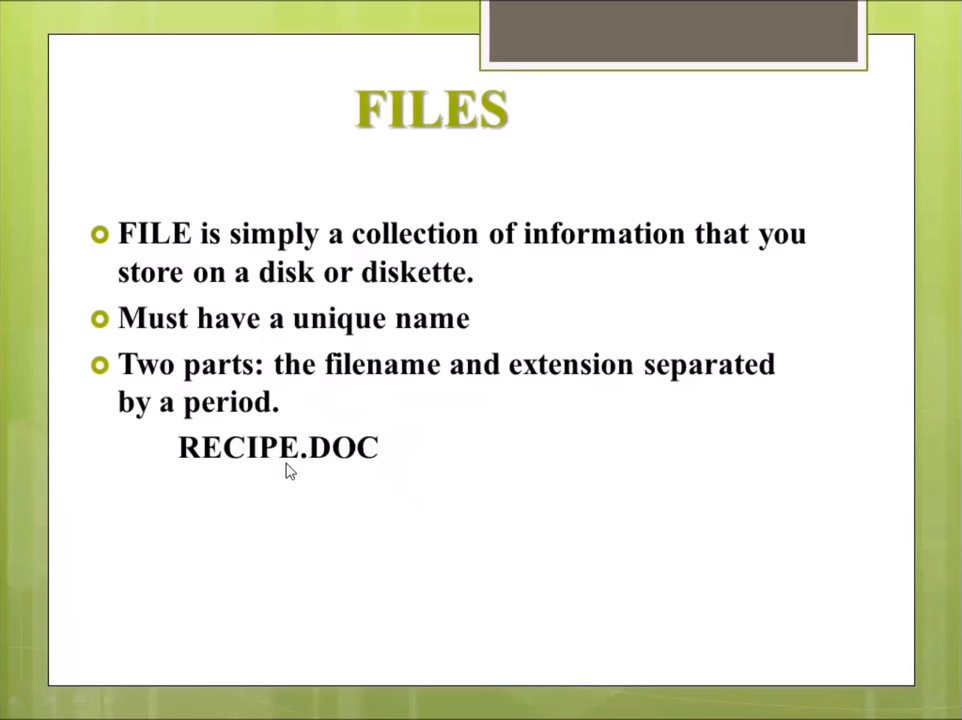 FILES
FILE is simply a collection of information that you
store on a disk or diskette.
Must have a unique name
Two parts: the filename and extension separated
by a period.
RECIPE.DOC